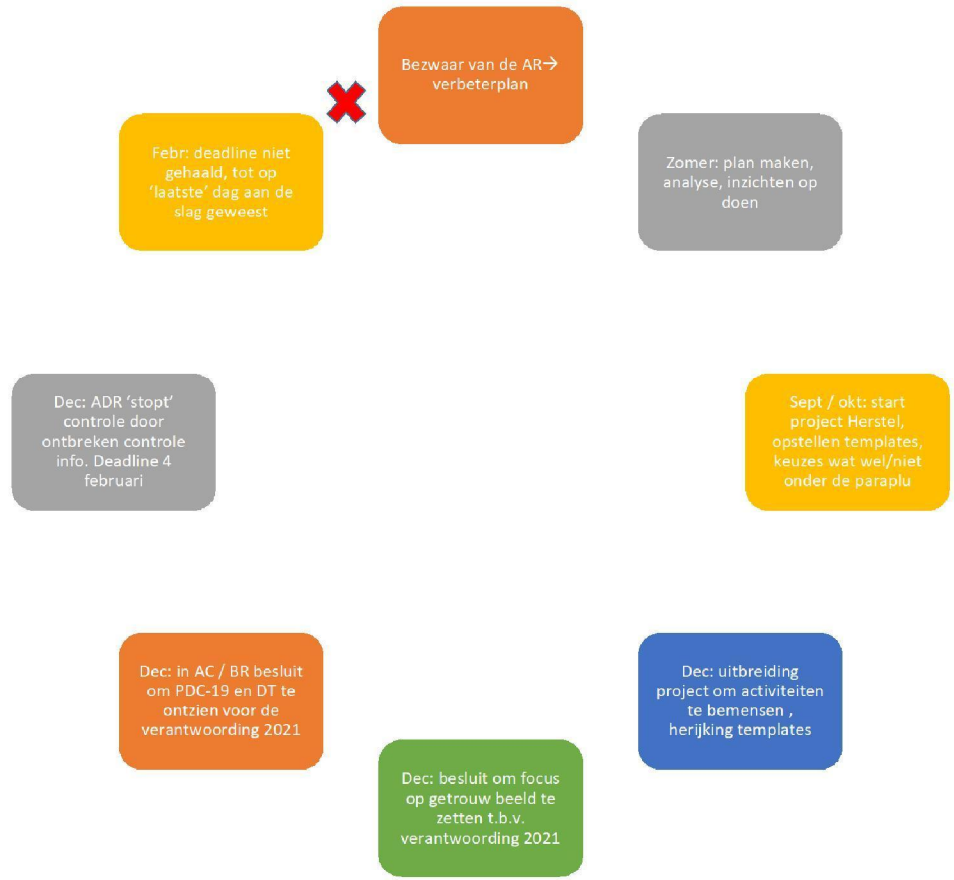 Bezwaar van de AR→
verbeterplan
Zomer: plan maken,
analyse, inzichten op
doen
Sept / okt: start
project Herstel,
opstellen templates,
keuzes wat wel/niet
onder de paraplu
Dec: uitbreiding
project om activiteiten
te bemensen ,
herijking templates
Dec: besluit om focus
op getrouw beeld te
zetten t.b.v.
verantwoording 2021
Dec: in AC / BR besluit
om PDC-19 en DT te
ontzien voor de
verantwoording 2021
Dec: ADR ‘stopt’
controle door
ontbreken controle
info. Deadline 4
februari
Febr: deadline niet
gehaald, tot op
‘laatste’ dag aan de
slag geweest